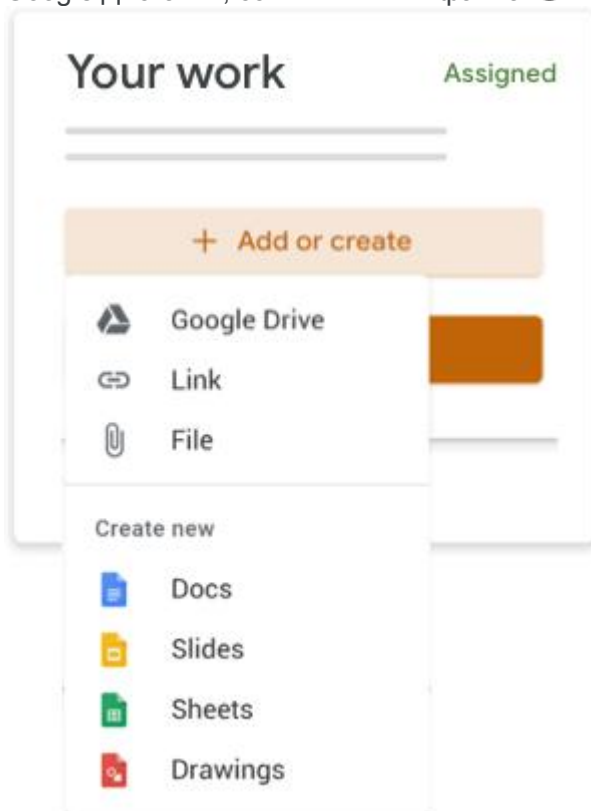 Your work
Assigned
+ Add or create
Google Drive
Link
File
Create new
Docs
Slides
Sheets
Drawings